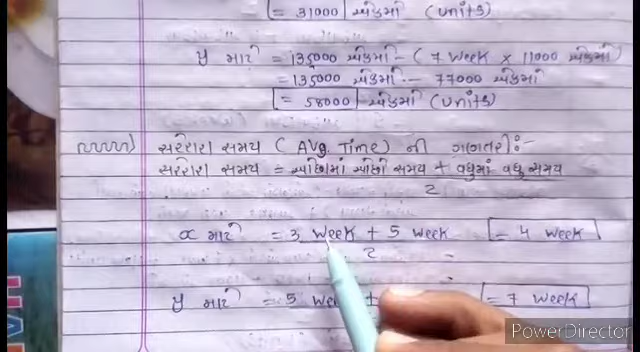 = 31000 એકમો (units)
y માટે = 135000 એકમો - ( 7 week × 11000 એકમો )
= 135000 એકમો - 77000 એકમો
= 58000 એકમો (units)
સરેરાશ સમય ( Avg. Time ) ની ગણતરી:-
સરેરાશ સમય = ઓછામાં ઓછો સમય + વધુમાં વધુ સમય
2
x માટે = 3 week + 5 week = 4 week
2
y માટે = 5 + = 7 week
PowerDirector